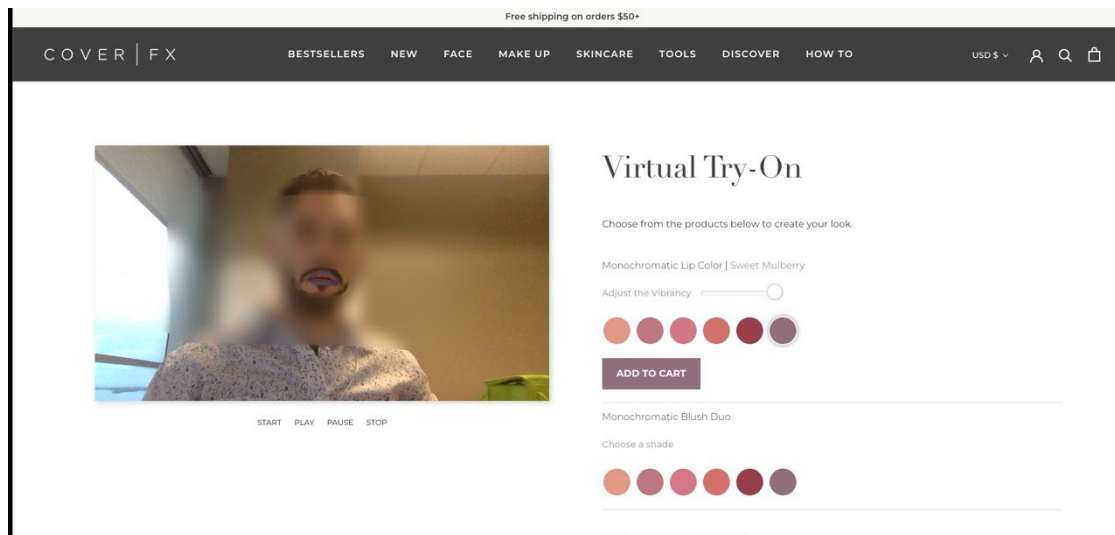 Free shipping on orders $50+
COVER | FX
BESTSELLERS NEW FACE MAKE UP SKINCARE TOOLS DISCOVER HOW TO
USD $
Virtual Try-On
Choose from the products below to create your look.
Monochromatic Lip Color | Sweet Mulberry
Adjust the Vibrancy
ADD TO CART
START PLAY PAUSE STOP
Monochromatic Blush Duo
Choose a shade